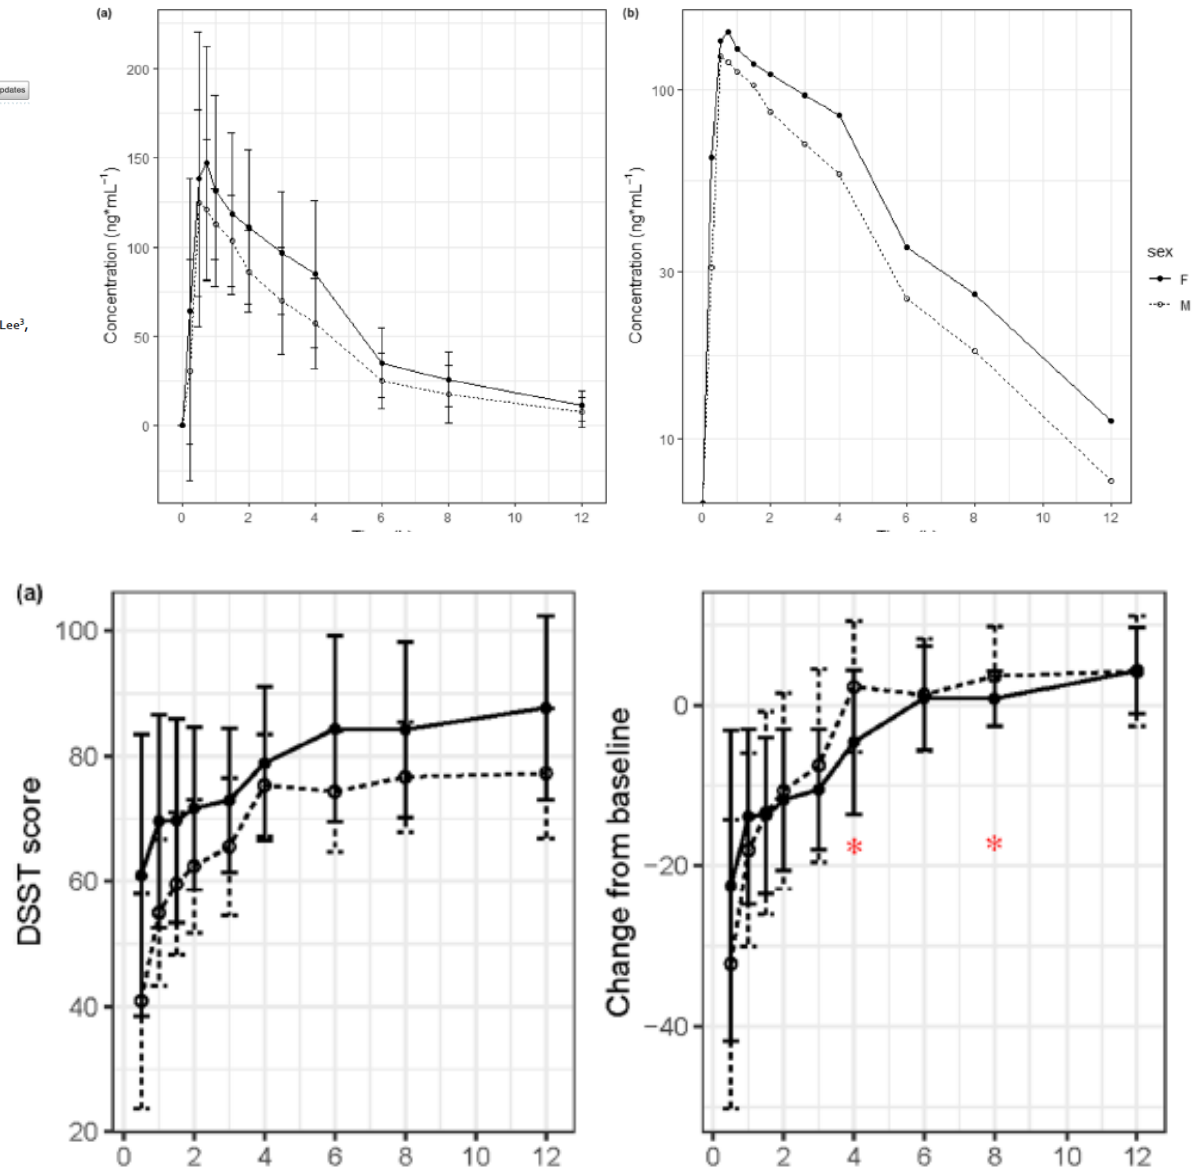 (a)
(b)
pdates
Lee³,
Concentration (ng*mL⁻¹)
200
150
100
50
0
0 2 4 6 8 10 12
Concentration (ng*mL⁻¹)
100
30
10
0 2 4 6 8 10 12
sex
F
M
(a)
DSST score
100
80
60
40
20
0 2 4 6 8 10 12
Change from baseline
0
−20
−40
*
*
0 2 4 6 8 10 12